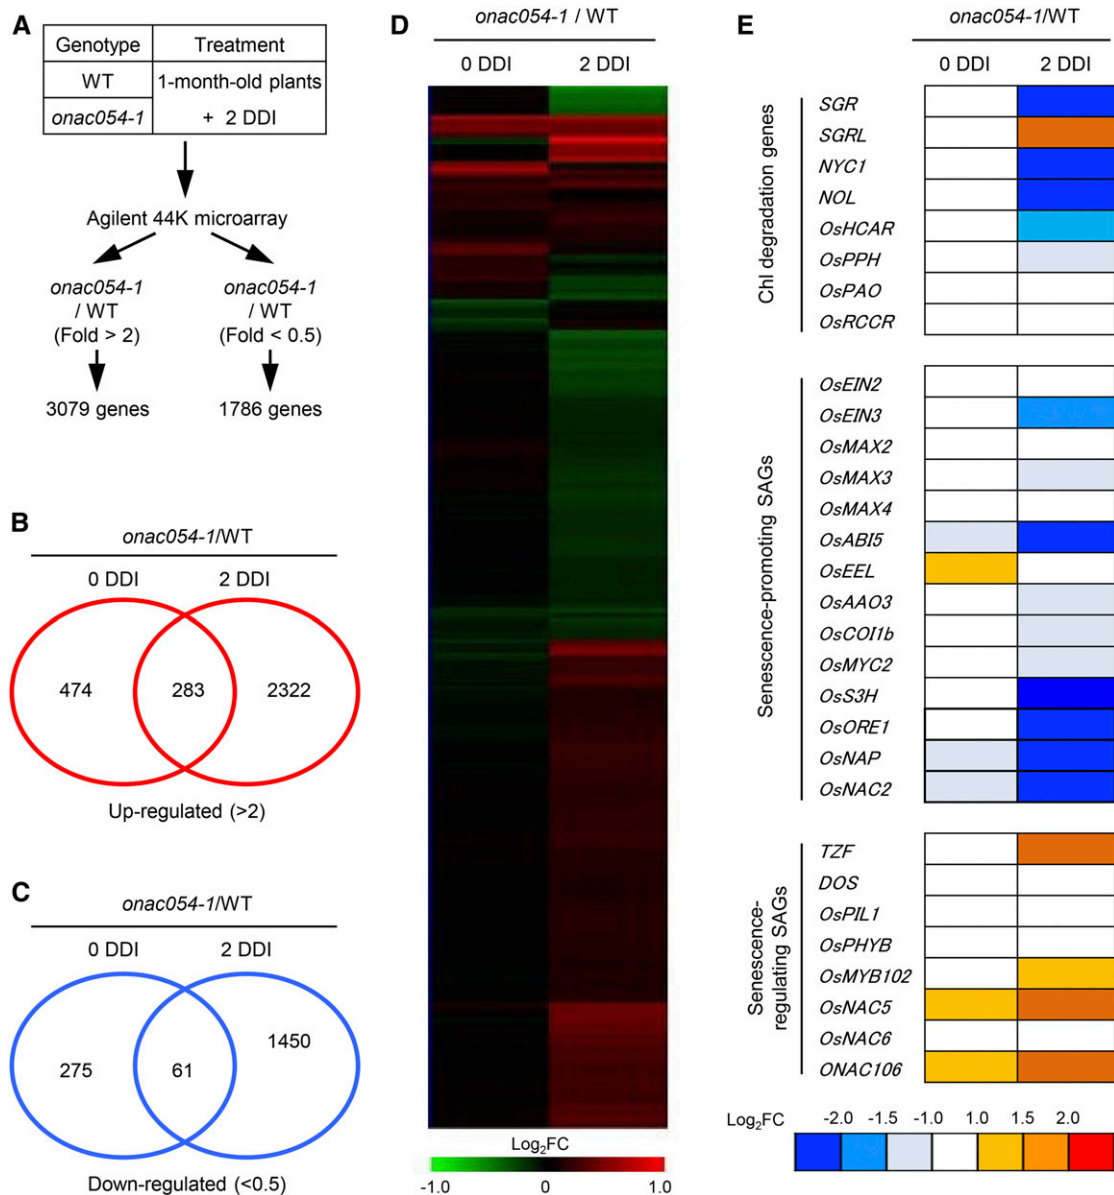 A
Genotype Treatment
WT 1-month-old plants
onac054-1 + 2 DDI
Agilent 44K microarray
onac054-1
/ WT
(Fold > 2)
onac054-1
/ WT
(Fold < 0.5)
3079 genes
1786 genes
B
onac054-1/WT
0 DDI 2 DDI
474 283 2322
Up-regulated (>2)
C
onac054-1/WT
0 DDI 2 DDI
275 61 1450
Down-regulated (<0.5)
D
onac054-1 / WT
0 DDI 2 DDI
Log₂FC
-1.0 0 1.0
E
onac054-1/WT
0 DDI 2 DDI
Chl degradation genes
SGR
SGRL
NYC1
NOL
OsHCAR
OsPPH
OsPAO
OsRCCR
Senescence-promoting SAGs
OsEIN2
OsEIN3
OsMAX2
OsMAX3
OsMAX4
OsABI5
OsEEL
OsAAO3
OsCOI1b
OsMYC2
OsS3H
OsORE1
OsNAP
OsNAC2
Senescence-
regulating SAGs
TZF
DOS
OsPIL1
OsPHYB
OsMYB102
OsNAC5
OsNAC6
ONAC106
Log₂FC -2.0 -1.5 -1.0 1.0 1.5 2.0